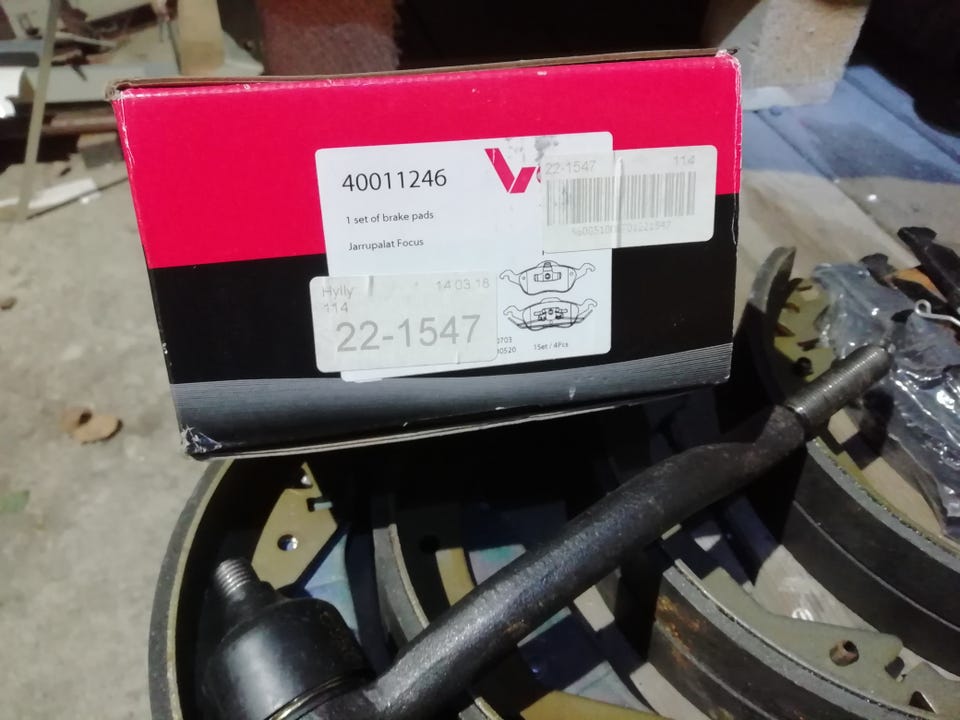 40011246
1 set of brake pads
Jarrupalat Focus
22-1547 114
Hylly 14 03.16
114
22-1547
1Set / 4Pcs